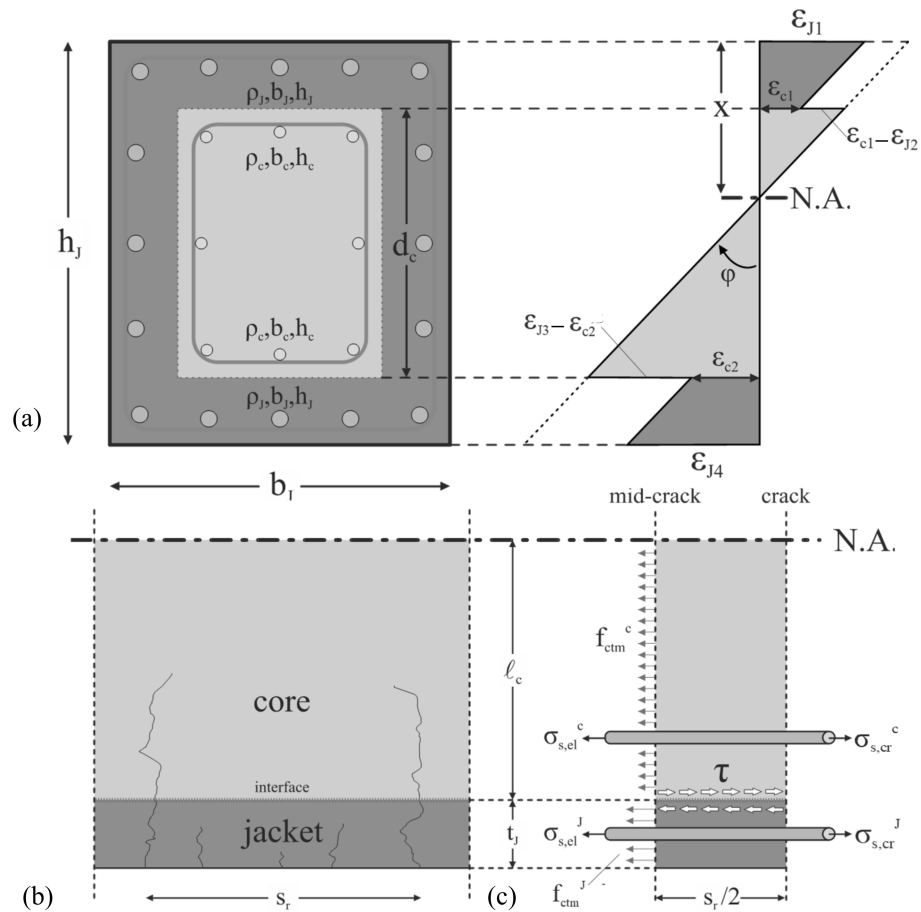 ε_J1
ρ_J,b_J,h_J
ε_c1
X
ε_c1–ε_J2
ρ_c,b_c,h_c
N.A.
h_J
d_c
φ
ε_J3–ε_c2
ρ_c,b_c,h_c
ε_c2
ρ_J,b_J,h_J
(a)
ε_J4
b_J
mid-crack
crack
N.A.
f_ctm^c
ℓ_c
core
σ_s,el^c
σ_s,cr^c
τ
interface
jacket
t_J
σ_s,el^J
σ_s,cr^J
f_ctm^J
(b)
s_r
(c)
s_r/2